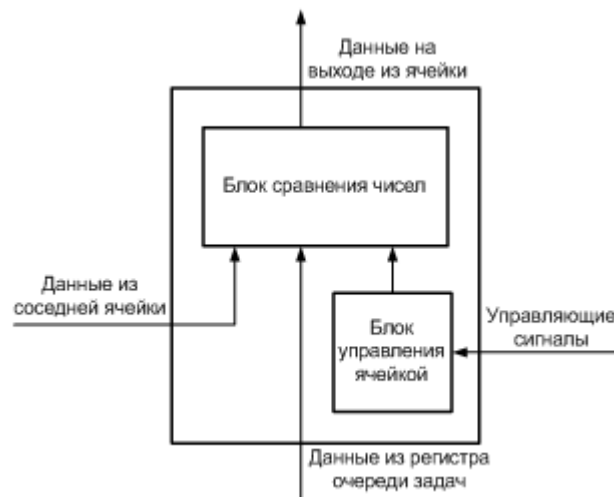 Данные на
выходе из ячейки
Блок сравнения чисел
Данные из
соседней ячейки
Блок
управления
ячейкой
Управляющие
сигналы
Данные из регистра
очереди задач